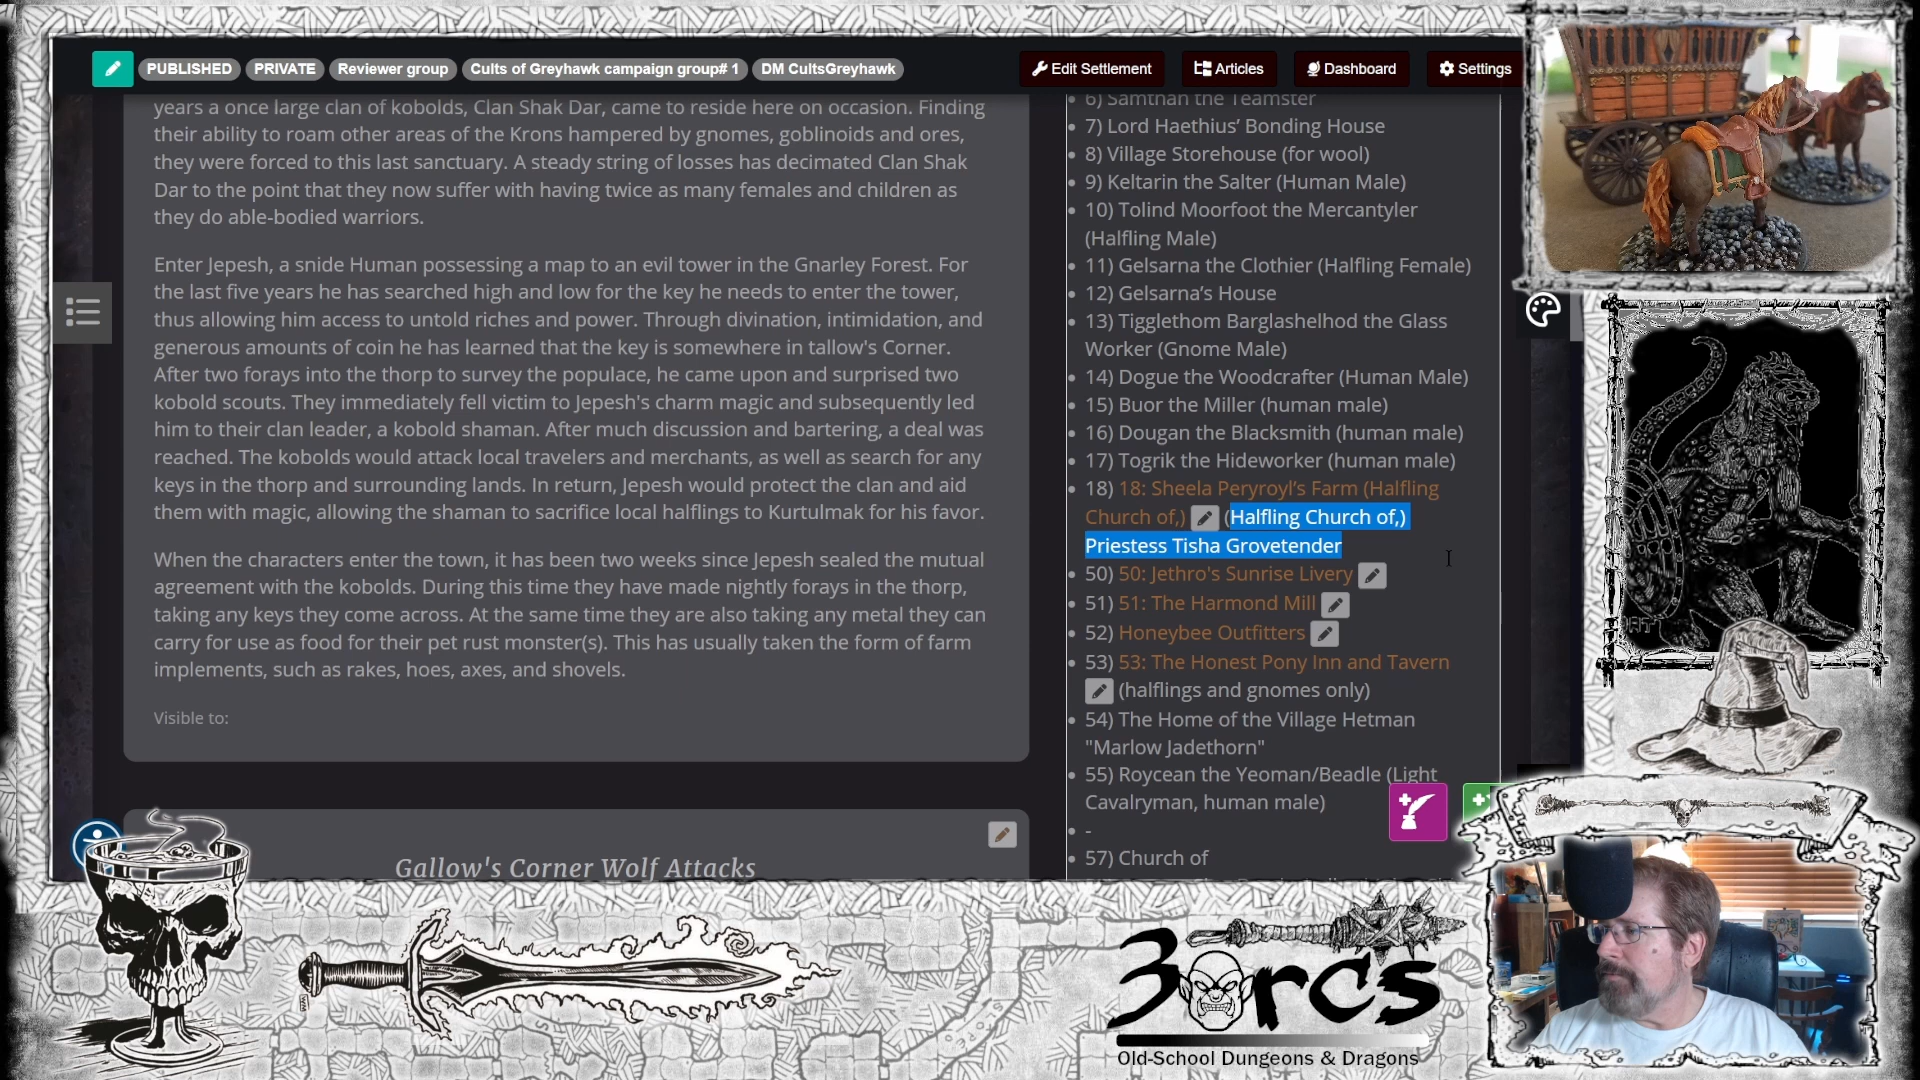 PUBLISHED PRIVATE Reviewer group Cults of Greyhawk campaign group# 1 DM CultsGreyhawk
Edit Settlement Articles Dashboard Settings
years a once large clan of kobolds, Clan Shak Dar, came to reside here on occasion. Finding
their ability to roam other areas of the Krons hampered by gnomes, goblinoids and ores,
they were forced to this last sanctuary. A steady string of losses has decimated Clan Shak
Dar to the point that they now suffer with having twice as many females and children as
they do able-bodied warriors.
Enter Jepesh, a snide Human possessing a map to an evil tower in the Gnarley Forest. For
the last five years he has searched high and low for the key he needs to enter the tower,
thus allowing him access to untold riches and power. Through divination, intimidation, and
generous amounts of coin he has learned that the key is somewhere in tallow's Corner.
After two forays into the thorp to survey the populace, he came upon and surprised two
kobold scouts. They immediately fell victim to Jepesh's charm magic and subsequently led
him to their clan leader, a kobold shaman. After much discussion and bartering, a deal was
reached. The kobolds would attack local travelers and merchants, as well as search for any
keys in the thorp and surrounding lands. In return, Jepesh would protect the clan and aid
them with magic, allowing the shaman to sacrifice local halflings to Kurtulmak for his favor.
When the characters enter the town, it has been two weeks since Jepesh sealed the mutual
agreement with the kobolds. During this time they have made nightly forays in the thorp,
taking any keys they come across. At the same time they are also taking any metal they can
carry for use as food for their pet rust monster(s). This has usually taken the form of farm
implements, such as rakes, hoes, axes, and shovels.
Visible to:
Gallow's Corner Wolf Attacks
6) Samthan the Teamster
7) Lord Haethius’ Bonding House
8) Village Storehouse (for wool)
9) Keltarin the Salter (Human Male)
10) Tolind Moorfoot the Mercantyler
(Halfling Male)
11) Gelsarna the Clothier (Halfling Female)
12) Gelsarna’s House
13) Tigglethom Barglashelhod the Glass
Worker (Gnome Male)
14) Dogue the Woodcrafter (Human Male)
15) Buor the Miller (human male)
16) Dougan the Blacksmith (human male)
17) Togrik the Hideworker (human male)
18) 18: Sheela Peryroyl’s Farm (Halfling
Church of,) (Halfling Church of,)
Priestess Tisha Grovetender
50) 50: Jethro's Sunrise Livery
51) 51: The Harmond Mill
52) Honeybee Outfitters
53) 53: The Honest Pony Inn and Tavern
(halflings and gnomes only)
54) The Home of the Village Hetman
"Marlow Jadethorn"
55) Roycean the Yeoman/Beadle (Light
Cavalryman, human male)
-
57) Church of
3 orcs
Old-School Dungeons & Dragons